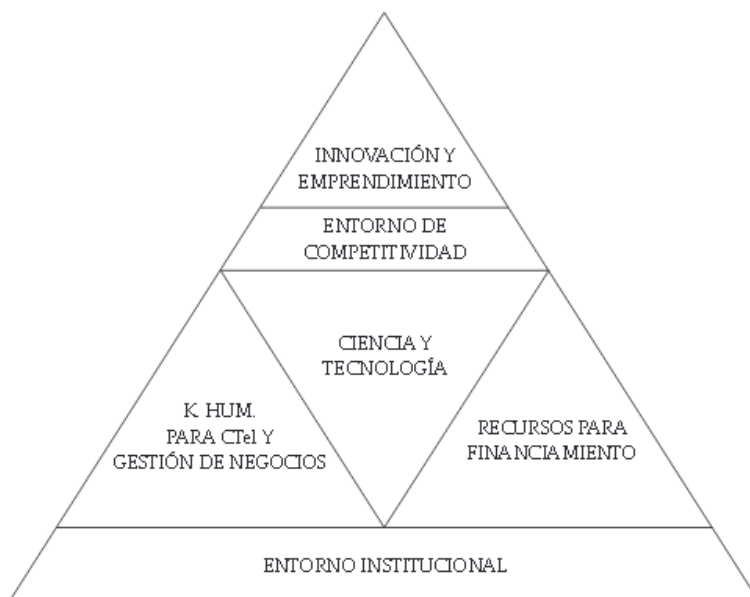 INNOVACIÓN Y
EMPRENDIMIENTO
ENTORNO DE
COMPETITIVIDAD
CIENCIA Y
TECNOLOGÍA
K. HUM.
PARA CTeI Y
GESTIÓN DE NEGOCIOS
RECURSOS PARA
FINANCIAMIENTO
ENTORNO INSTITUCIONAL